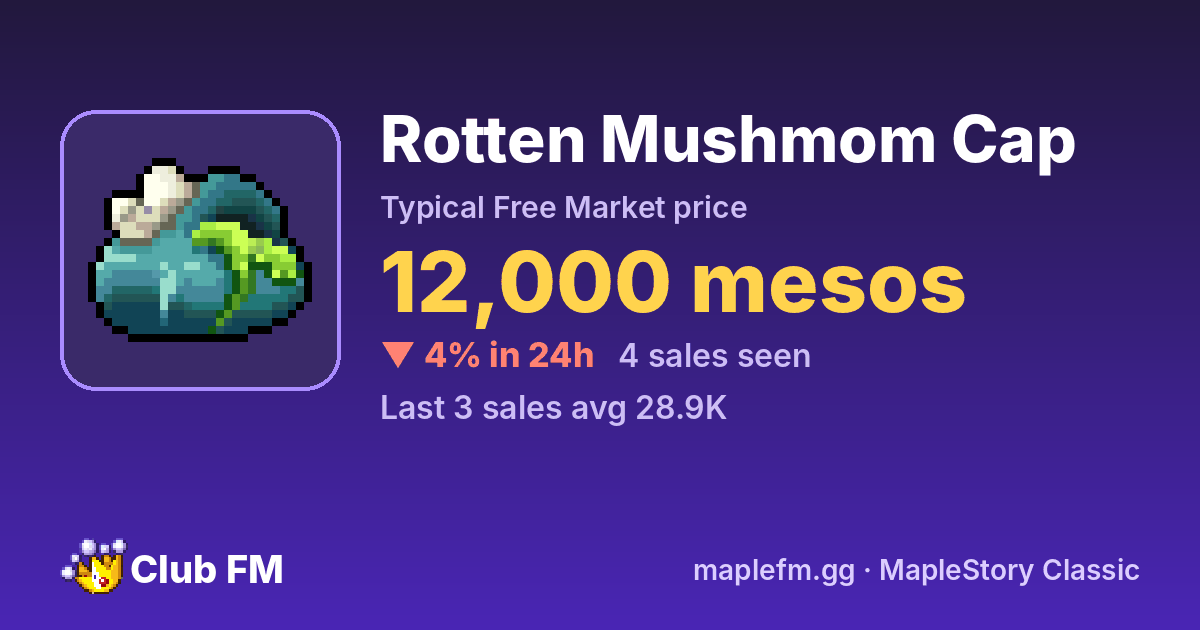 Rotten Mushmom Cap
Typical Free Market price
12,000 mesos
▼ 4% in 24h 4 sales seen
Last 3 sales avg 28.9K
Club FM
maplefm.gg · MapleStory Classic